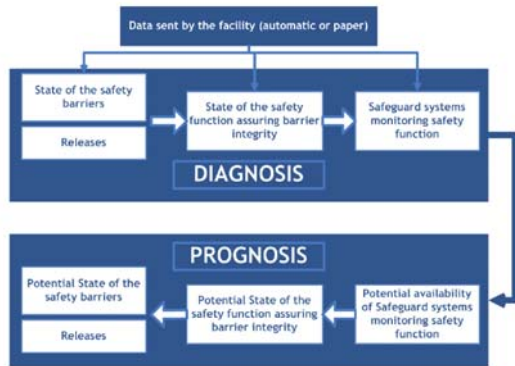 Data sent by the facility (automatic or paper)
State of the safety
barriers
Releases
State of the safety
function assuring barrier
integrity
Safeguard systems
monitoring safety
function
DIAGNOSIS
PROGNOSIS
Potential State of the
safety barriers
Releases
Potential State of the
safety function assuring
barrier integrity
Potential availability
of Safeguard systems
monitoring safety
function